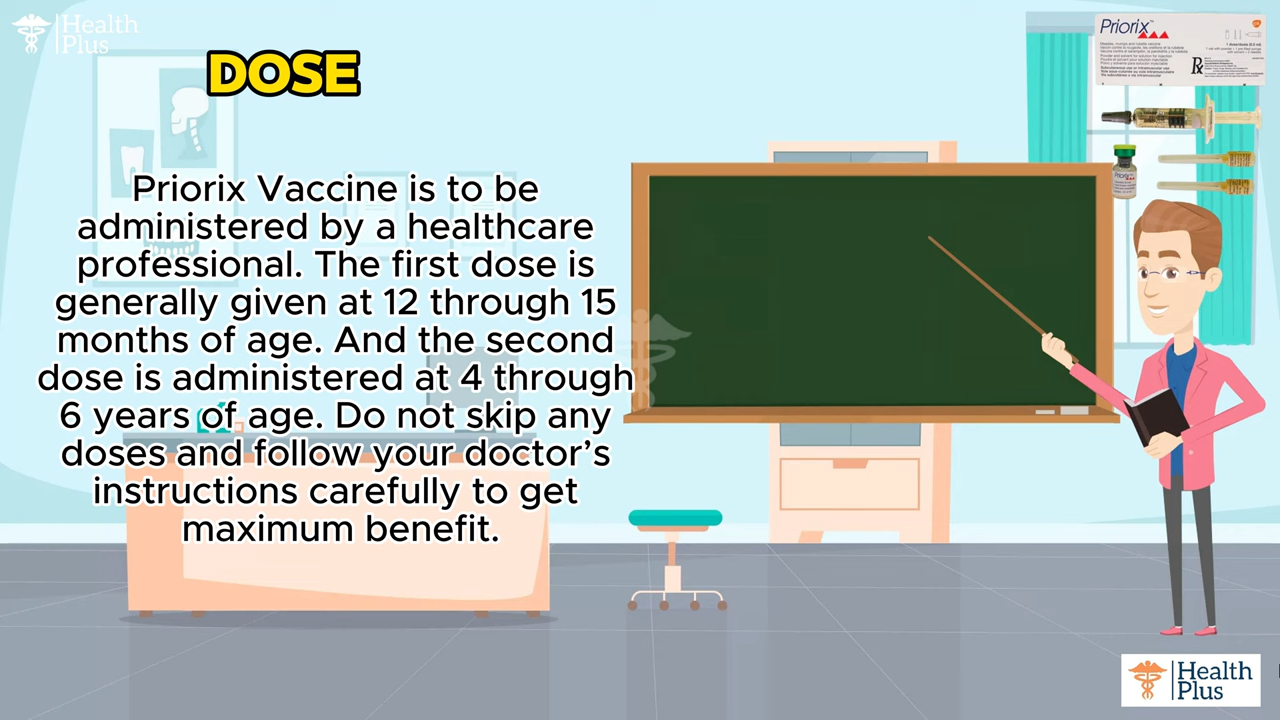 Health
Plus
DOSE
Priorix Vaccine is to be
administered by a healthcare
professional. The first dose is
generally given at 12 through 15
months of age. And the second
dose is administered at 4 through
6 years of age. Do not skip any
doses and follow your doctor’s
instructions carefully to get
maximum benefit.
Priorix™
Priorix
Health
Plus